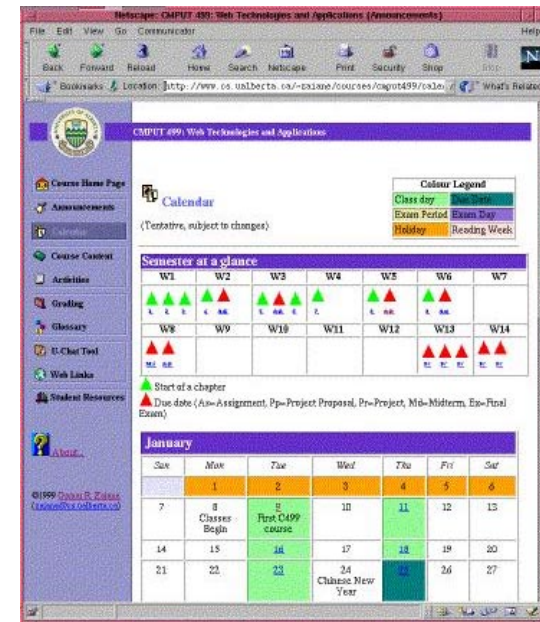 Netscape: CMPUT 499: Web Technologies and Applications (Announcements)
File Edit View Go Communicator Help
Back Forward Reload Home Search Netscape Print Security Shop Stop
Bookmarks Location: http://www.cs.ualberta.ca/~zaiane/courses/cmput499/ What's Related
CMPUT 499: Web Technologies and Applications
Course Home Page
Announcements
Calendar
Course Content
Activities
Grading
Glossary
U-Chat Tool
Web Links
Student Resources
About...
©1999 Osmar R. Zaïane
(zaiane@cs.ualberta.ca)
Calendar
(Tentative, subject to changes)
Colour Legend
Class day Due Date
Exam Period Exam Day
Holiday Reading Week
Semester at a glance
W1 W2 W3 W4 W5 W6 W7
W8 W9 W10 W11 W12 W13 W14
Start of a chapter
Due date (As=Assignment, Pp=Project Proposal, Pr=Project, Md=Midterm, Ex=Final
Exam)
January
Sun Mon Tue Wed Thu Fri Sat
1 2 3 4 5 6
7 8 9 10 11 12 13
Classes First C499
Begin course
14 15 16 17 18 19 20
21 22 23 24 25 26 27
Chinese New
Year